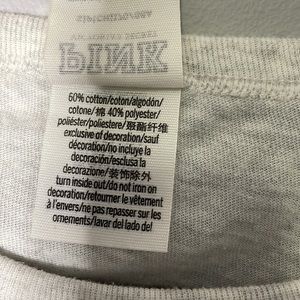 PINK
60% cotton/coton/algodón/
cotone/棉 40% polyester/
poliéster/poliestere/聚酯纤维
exclusive of decoration/sauf
décoration/no incluye la
decoración/esclusa la
decorazione/装饰除外
turn inside out/do not iron on
decoration/retourner le vêtement
à l'envers/ne pas repasser sur les
ornements/lavar del lado del